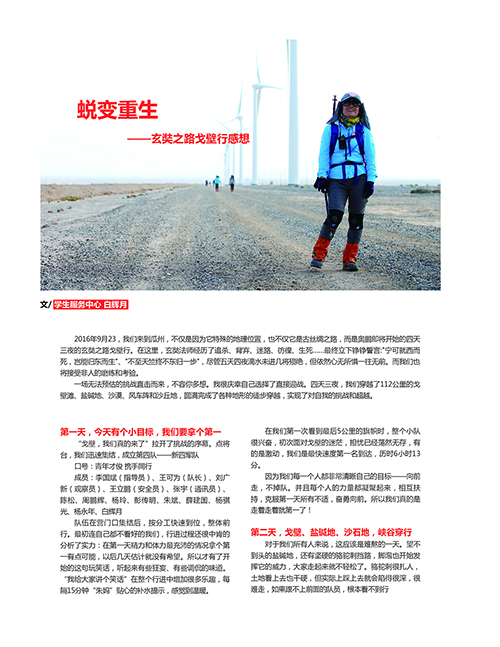 蜕变重生
——玄奘之路戈壁行感想
文/ 学生服务中心 白辉月
2016年9月23，我们来到瓜州，不仅是因为它特殊的地理位置，也不仅它是古丝绸之路，而是奥鹏即将开始的四天
三夜的玄奘之路戈壁行。在这里，玄奘法师经历了追杀、背弃、迷路、彷徨、生死……最终立下铮铮誓言:"宁可就西而
死，岂能归东而生"、"不至天竺终不东归一步"，尽管五天四夜滴水未进几将殒绝，但依然心无所惧一往无前。而我们也
将接受非人的磨练和考验。
一场无法预估的挑战直击而来，不容你多想。我很庆幸自己选择了直接迎战。四天三夜，我们穿越了112公里的戈
壁滩、盐碱地、沙漠、风车阵和沙丘地，圆满完成了各种地形的徒步穿越，实现了对自我的挑战和超越。
第一天，今天有个小目标，我们要拿个第一
"戈壁，我们真的来了"拉开了挑战的序幕。点将
台，我们迅速集结，成立第四队——新四军队
口号：青年才俊 携手同行
成员：李国斌（指导员）、王可为（队长）、刘广
新（观察员）、王立鹏（安全员）、张宇（通讯员）、
陈松、周鹏辉、杨玲、彭传明、朱斌、薛建国、杨骐
光、杨永年、白辉月
队伍在营门口集结后，按分工快速到位，整体前
行。最初连自己都不看好的我们，行进过程还很中肯的
分析了实力：在第一天精力和体力最充沛的情况拿个第
一有点可能，以后几天估计就没有希望。所以才有了开
始的这句玩笑话，听起来有些狂妄、有些调侃的味道。
"我给大家讲个笑话"在整个行进中增加很多乐趣，每
隔15分钟"朱妈"贴心的补水提示，感觉到温暖。
在我们第一次看到最后5公里的旗帜时，整个小队
很兴奋，初次面对戈壁的迷茫，担忧已经荡然无存，有
的是激动，我们是最快速度第一名到达，历时6小时13
分。
因为我们每一个人都非常清晰自己的目标——向前
走，不掉队。并且每个人的力量都凝聚起来，相互扶
持，克服第一天所有不适，奋勇向前。所以我们真的是
走着走着就第一了！
第二天，戈壁、盐碱地、沙石地，峡谷穿行
对于我们所有人来说，这应该是难熬的一天。望不
到头的盐碱地，还有坚硬的骆驼刺挡路，脚泡也开始发
挥它的威力，大家走起来就不轻松了。骆驼刺很扎人，
土地看上去也干硬，但实际上踩上去就会陷得很深，很
难走，如果跟不上前面的队员，根本看不到行